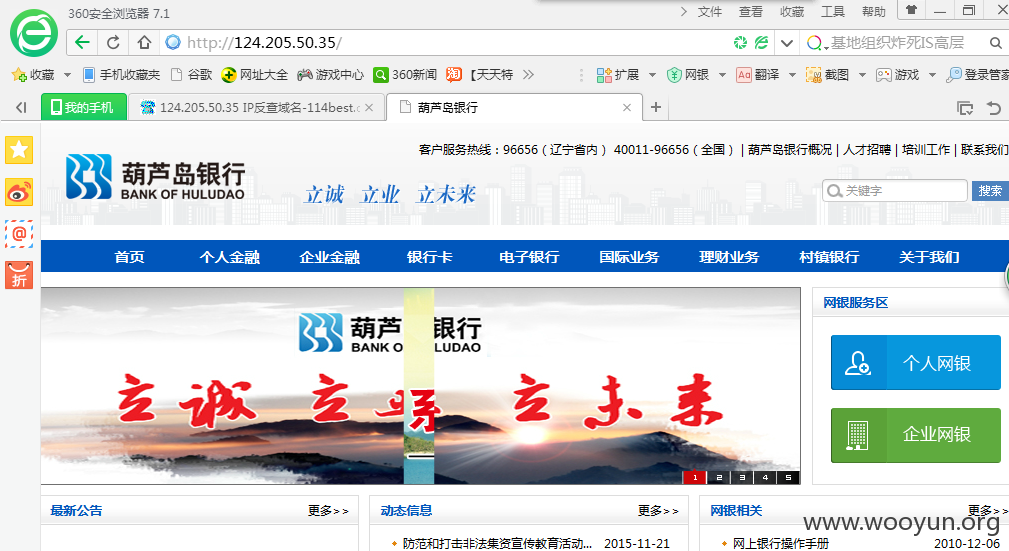 360安全浏览器 7.1
文件 查看 收藏 工具 帮助
http://124.205.50.35/
基地组织炸死IS高层
收藏 手机收藏夹 谷歌 网址大全 游戏中心 360新闻 淘 【天天特 扩展 网银 Aa 翻译 截图 游戏 登录管家
我的手机 124.205.50.35 IP反查域名-114best.c 葫芦岛银行
客户服务热线：96656（辽宁省内） 40011-96656（全国） | 葫芦岛银行概况 | 人才招聘 | 培训工作 | 联系我们
葫芦岛银行
BANK OF HULUDAO
立诚 立业 立未来
关键字 搜索
@
折
首页 个人金融 企业金融 银行卡 电子银行 国际业务 理财业务 村镇银行 关于我们
网银服务区
葫芦 银行
BANK O ULUDAO
立诚 立 立未来
个人网银
企业网银
1 2 3 4 5
最新公告 更多>>
动态信息 更多>>
网银相关 更多>>
防范和打击非法集资宣传教育活动... 2015-11-21
网上银行操作手册 2010-12-06
www.wooyun.org